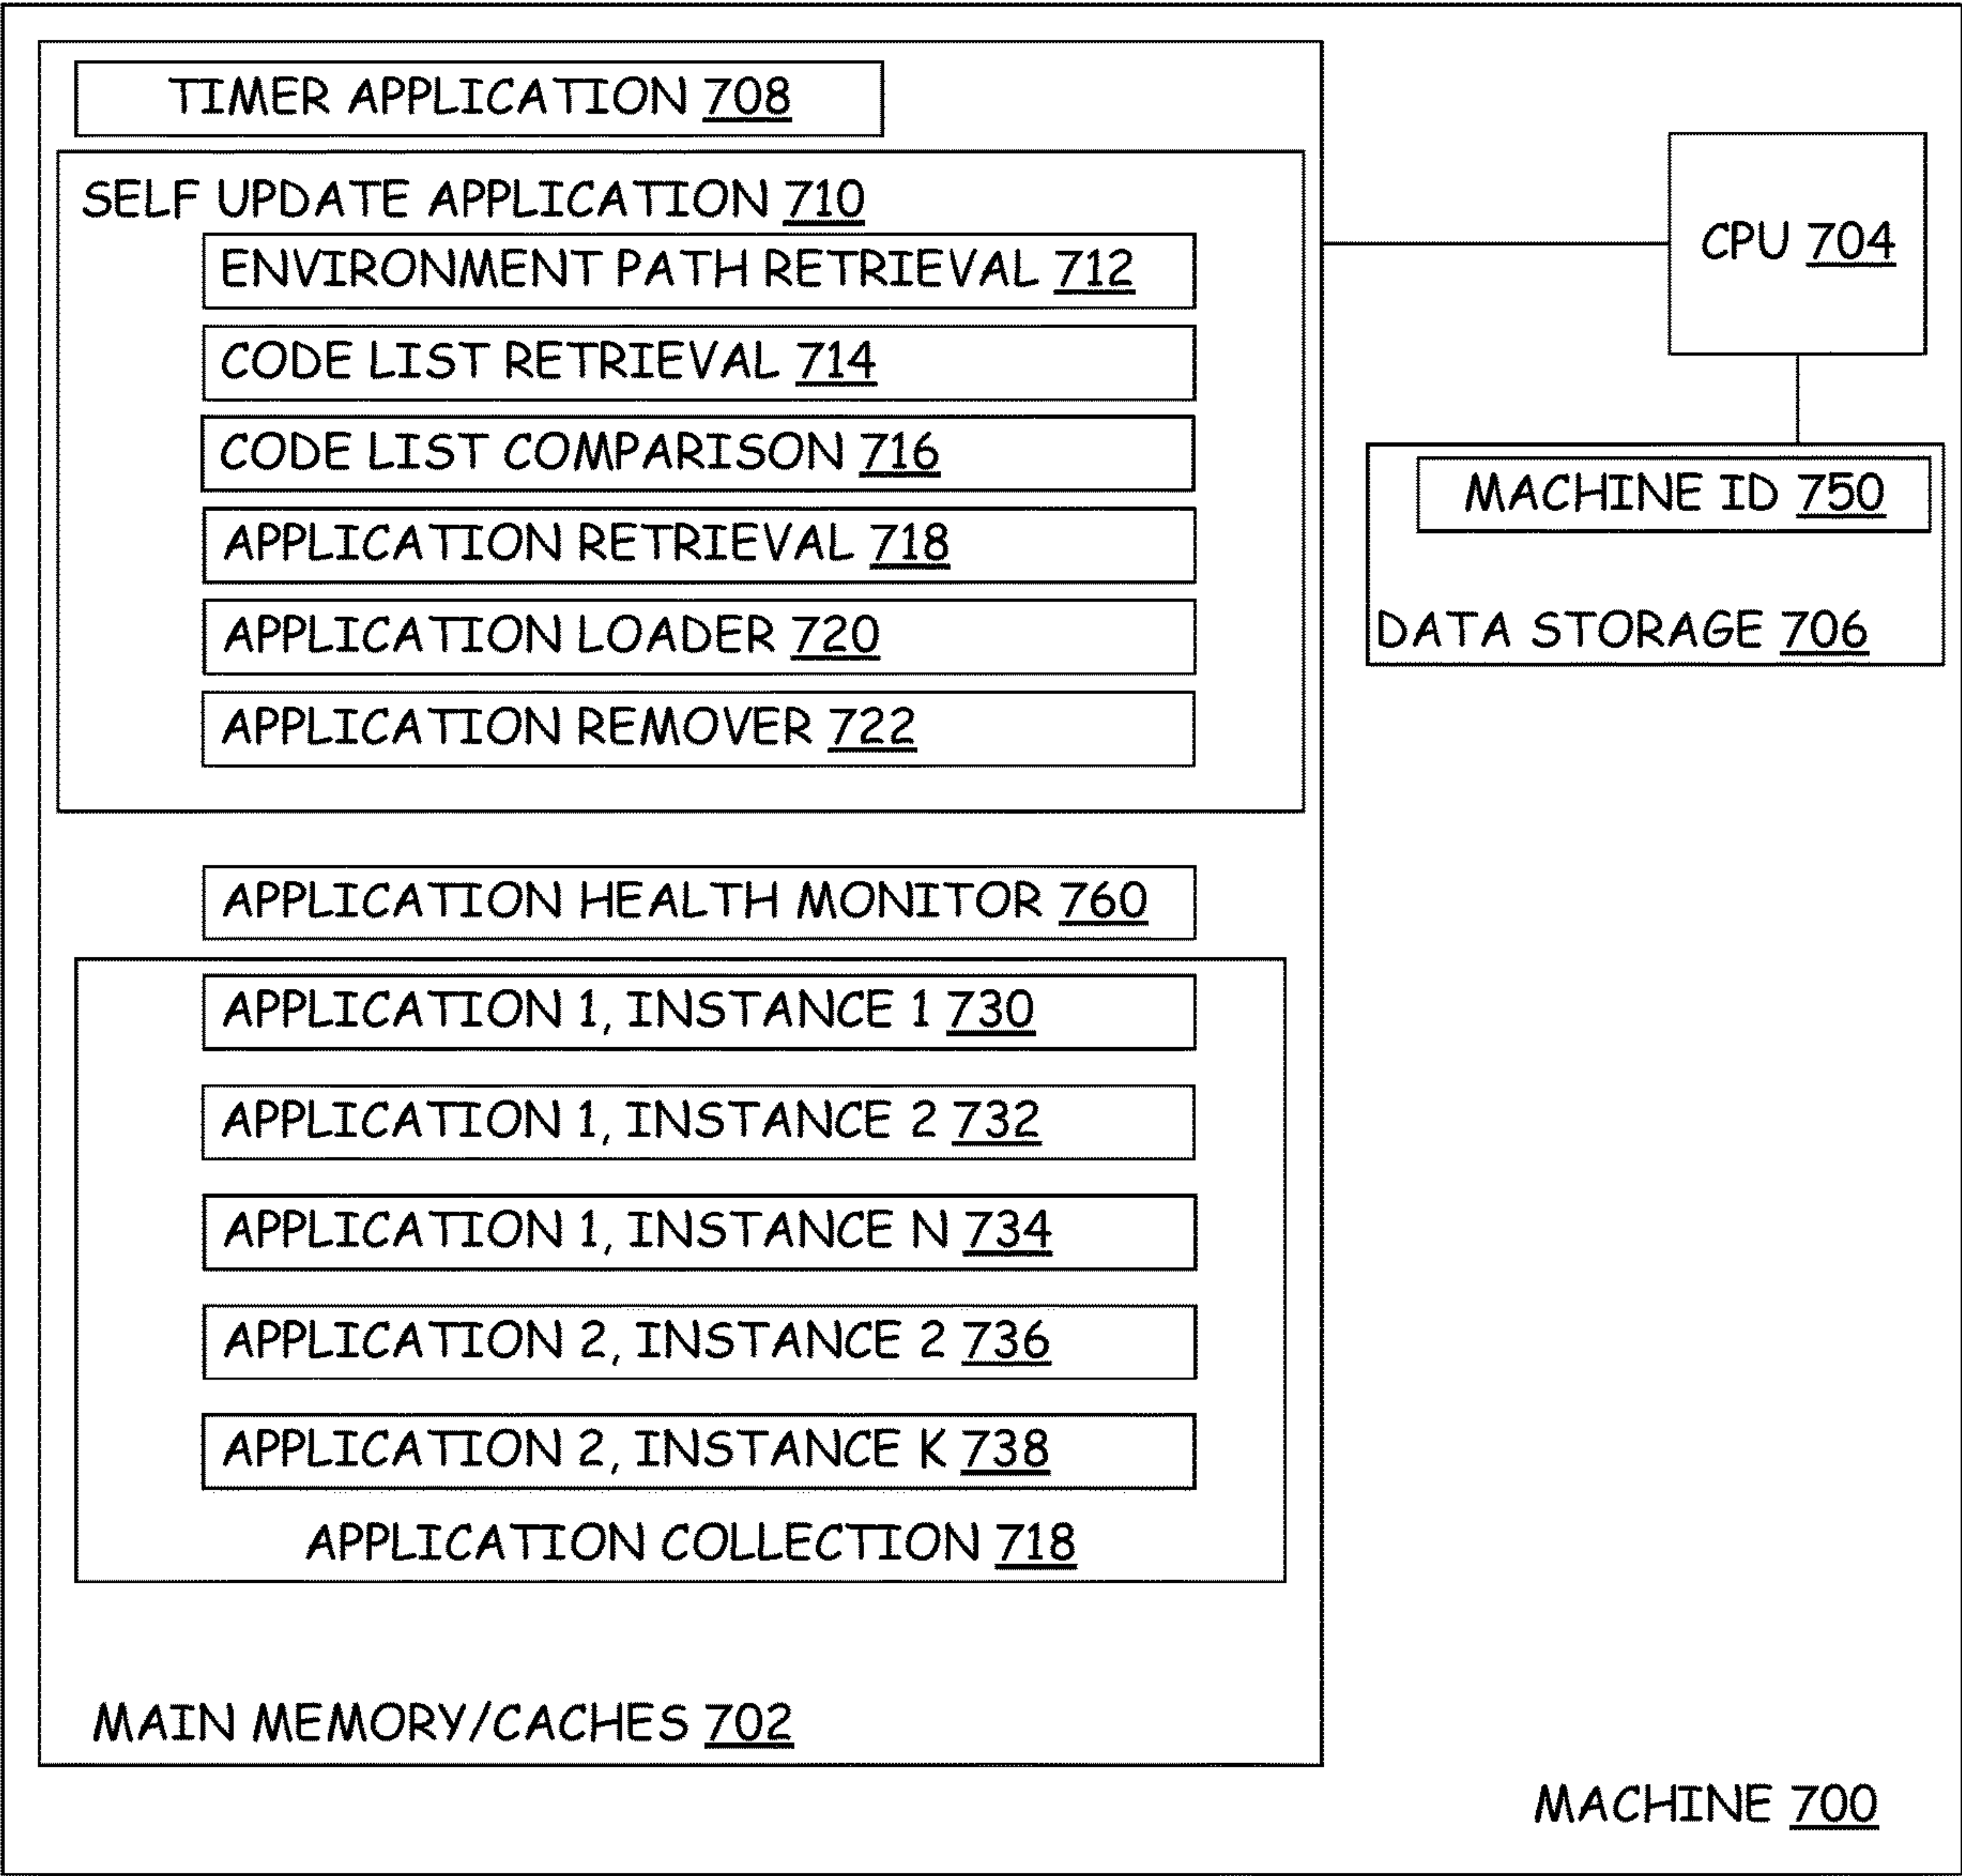 TIMER APPLICATION 708
SELF UPDATE APPLICATION 710
ENVIRONMENT PATH RETRIEVAL 712
CODE LIST RETRIEVAL 714
CODE LIST COMPARISON 716
APPLICATION RETRIEVAL 718
APPLICATION LOADER 720
APPLICATION REMOVER 722
APPLICATION HEALTH MONITOR 760
APPLICATION 1, INSTANCE 1 730
APPLICATION 1, INSTANCE 2 732
APPLICATION 1, INSTANCE N 734
APPLICATION 2, INSTANCE 2 736
APPLICATION 2, INSTANCE K 738
APPLICATION COLLECTION 718
MAIN MEMORY/CACHES 702
CPU 704
MACHINE ID 750
DATA STORAGE 706
MACHINE 700